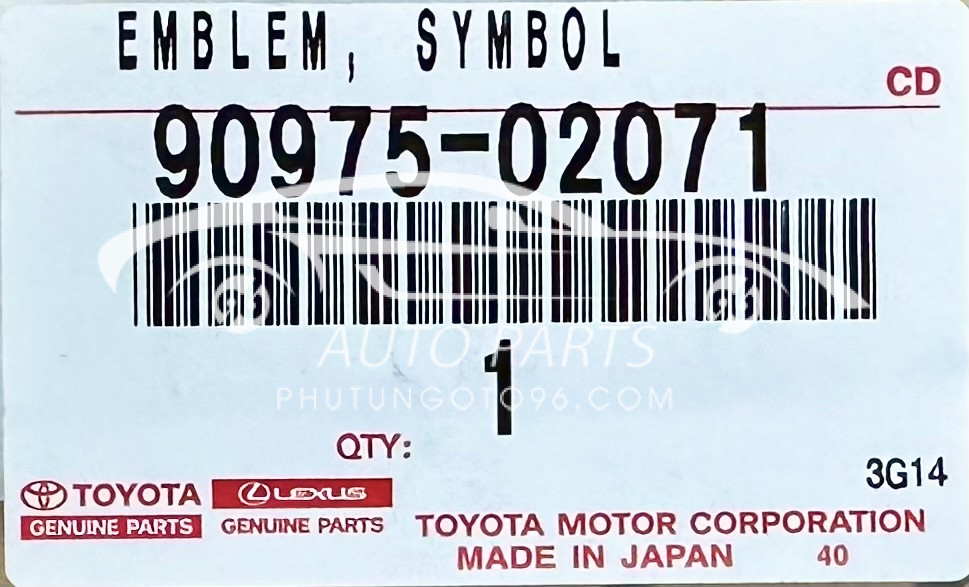 EMBLEM, SYMBOL
CD
90975-02071
AUTO PARTS
1
PHUTUNGOTO96.COM
QTY:
3G14
TOYOTA LEXUS
GENUINE PARTS GENUINE PARTS
TOYOTA MOTOR CORPORATION
MADE IN JAPAN 40